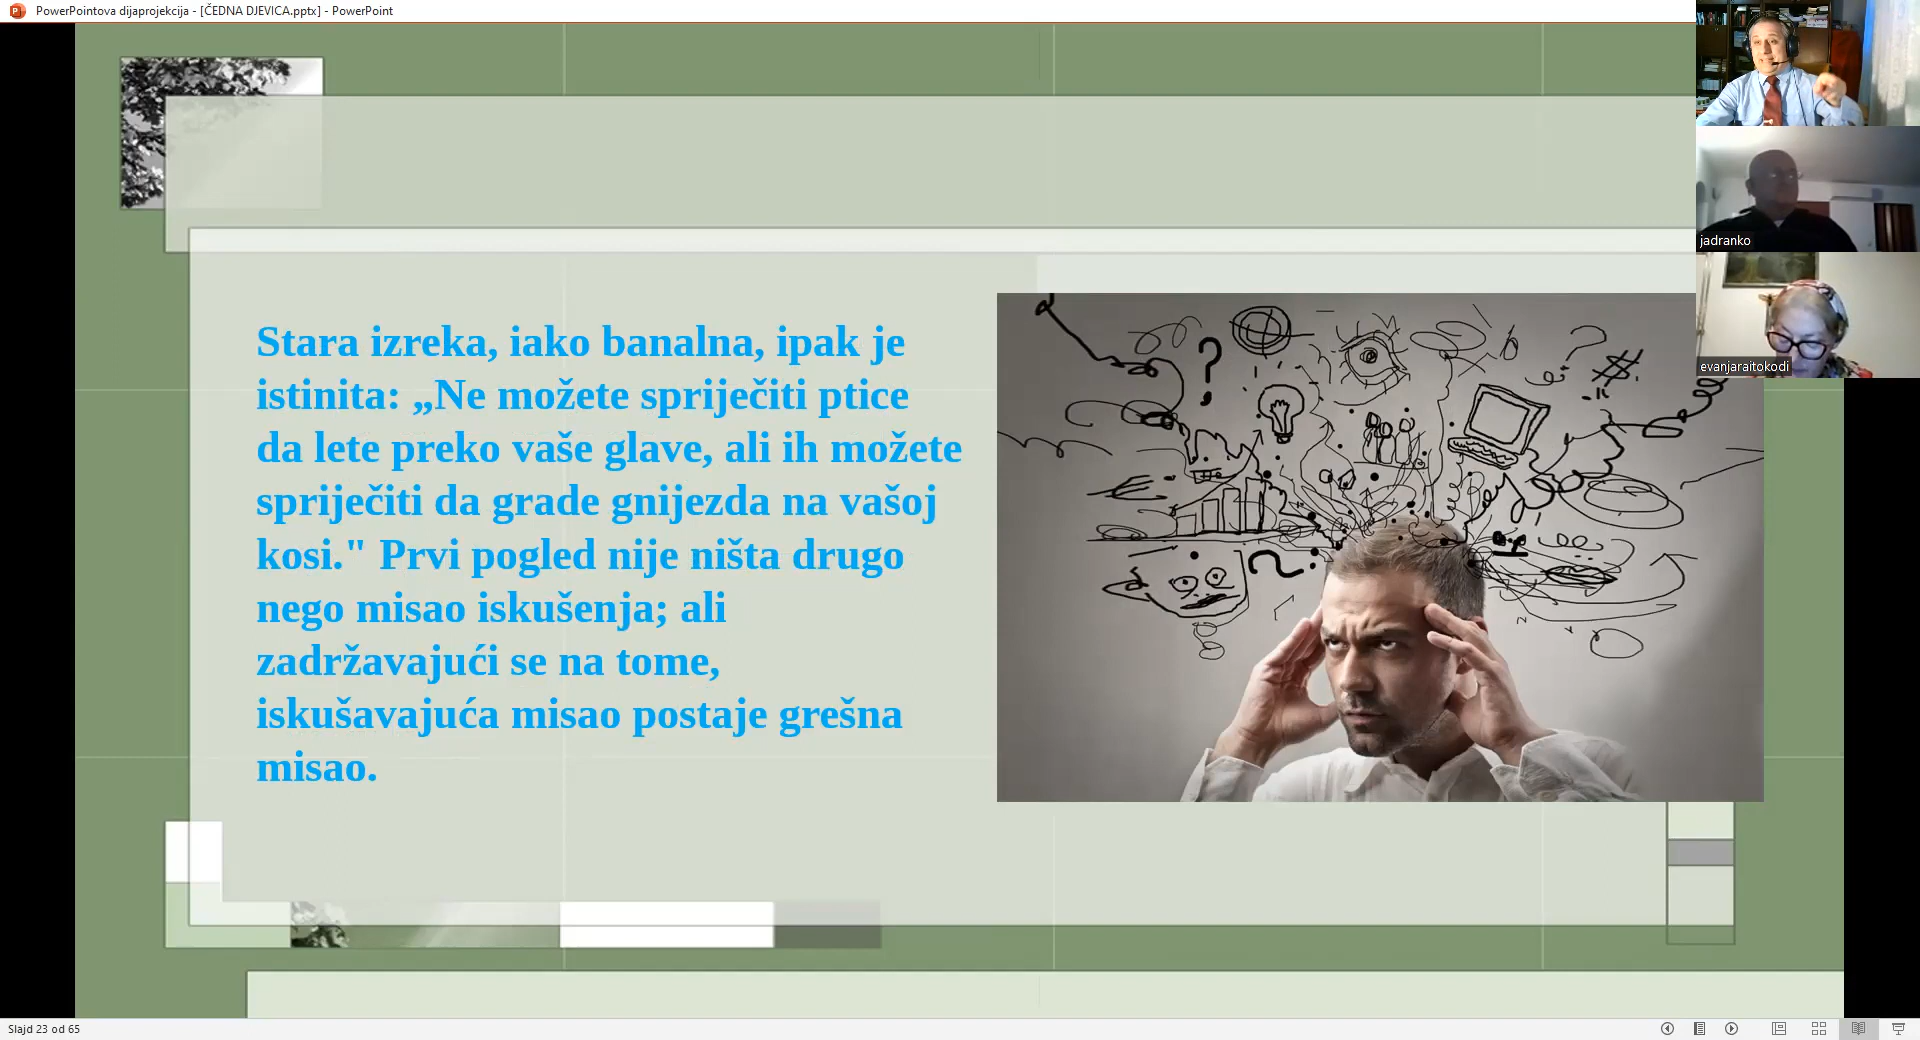 PowerPointova dijaprojekcija - [ČEDNA DJEVICA.pptx] - PowerPoint
jadranko
evanjaraitokodi
Stara izreka, iako banalna, ipak je
istinita: „Ne možete spriječiti ptice
da lete preko vaše glave, ali ih možete
spriječiti da grade gnijezda na vašoj
kosi." Prvi pogled nije ništa drugo
nego misao iskušenja; ali
zadržavajući se na tome,
iskušavajuća misao postaje grešna
misao.
Slajd 23 od 65